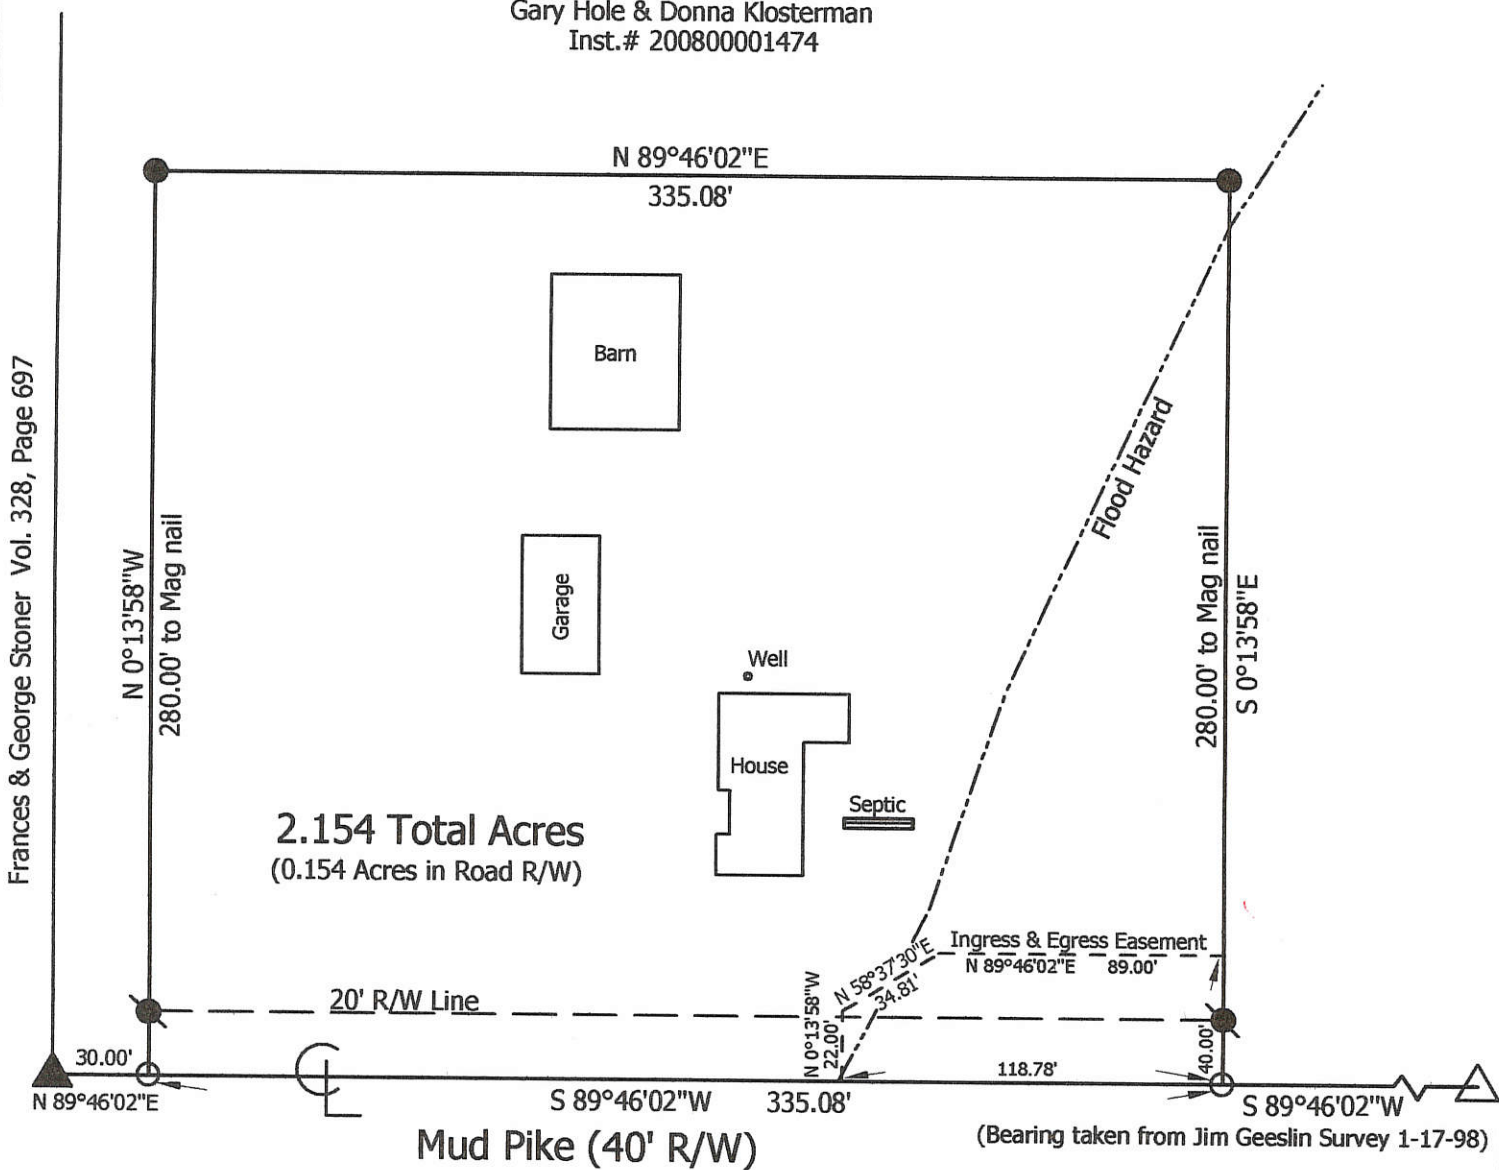 Gary Hole & Donna Klosterman
Inst.# 200800001474
N 89°46'02"E
335.08'
Barn
Frances & George Stoner Vol. 328, Page 697
N 0°13'58"W
280.00' to Mag nail
Garage
Flood Hazard
280.00' to Mag nail
S 0°13'58"E
Well
House
Septic
2.154 Total Acres
(0.154 Acres in Road R/W)
Ingress & Egress Easement
N 89°46'02"E 89.00'
N 58°37'30"E
34.81'
N 0°13'58"W
22.00'
20' R/W Line
40.00'
30.00'
118.78'
N 89°46'02"E
CL
S 89°46'02"W 335.08'
S 89°46'02"W
Mud Pike (40' R/W)
(Bearing taken from Jim Geeslin Survey 1-17-98)